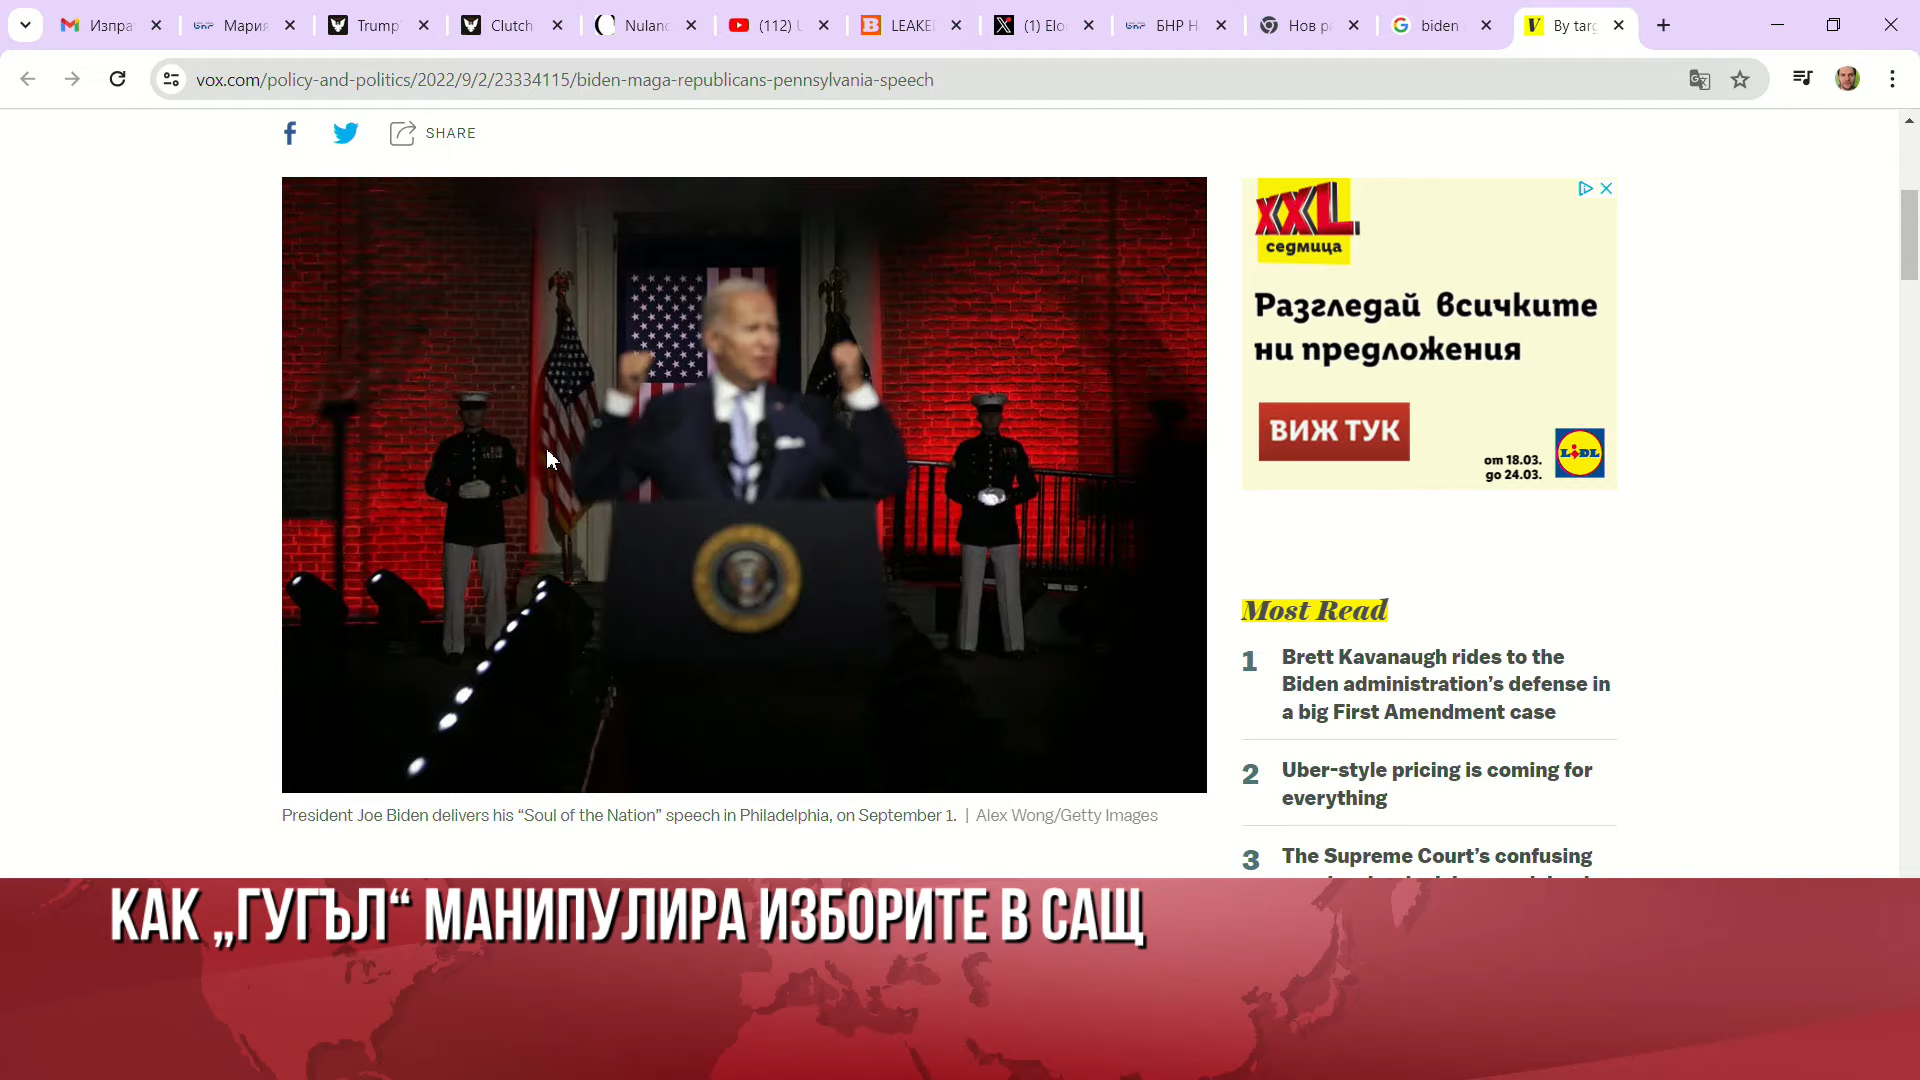 Изпра
Мария
Trump'
Clutch
Nuland
(112) U
LEAKE
(1) Elo
БНР Н
Нов ра
biden
By targ
vox.com/policy-and-politics/2022/9/2/23334115/biden-maga-republicans-pennsylvania-speech
SHARE
XXL
седмица
Разгледай всичките
ни предложения
ВИЖ ТУК
от 18.03.
до 24.03.
LIDL
Most Read
1 Brett Kavanaugh rides to the
Biden administration’s defense in
a big First Amendment case
2 Uber-style pricing is coming for
everything
3 The Supreme Court’s confusing
President Joe Biden delivers his “Soul of the Nation” speech in Philadelphia, on September 1. | Alex Wong/Getty Images
КАК „ГУГЪЛ“ МАНИПУЛИРА ИЗБОРИТЕ В САЩ